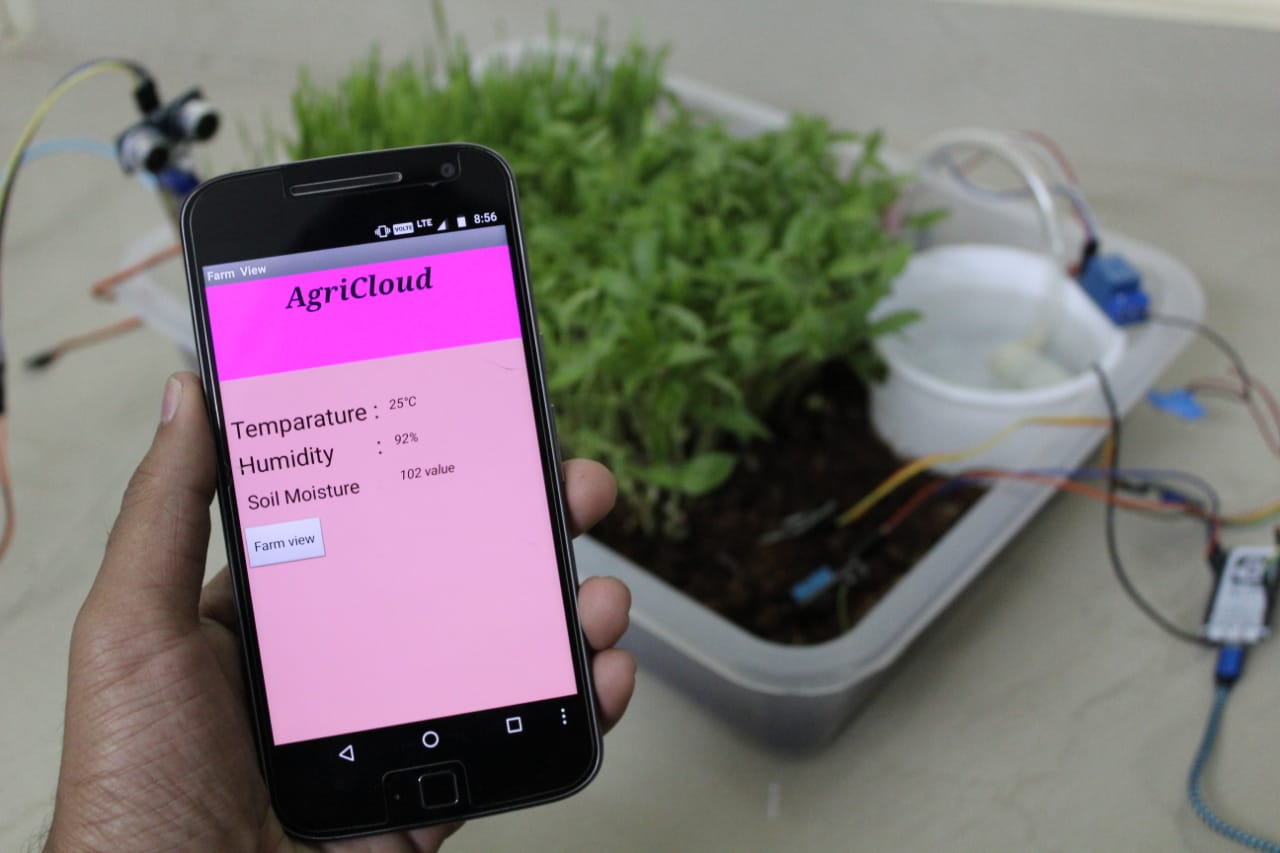 VOLTE LTE 8:56
Farm View
AgriCloud
Temparature : 25°C
Humidity : 92%
Soil Moisture 102 value
Farm view